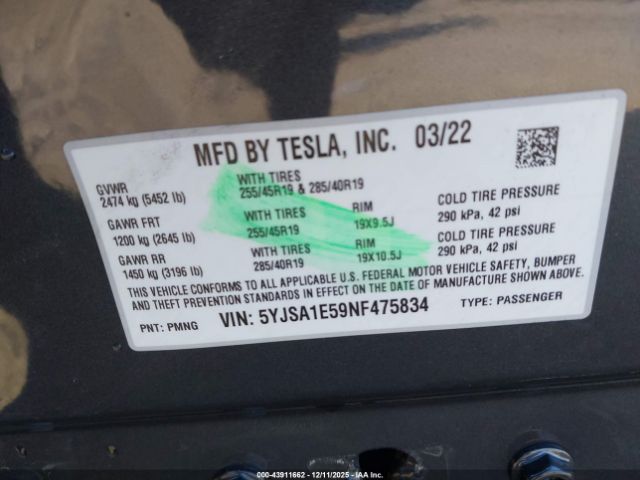 MFD BY TESLA, INC. 03/22
GVWR
2474 kg (5452 lb)
WITH TIRES
255/45R19 & 285/40R19
GAWR FRT
1200 kg (2645 lb)
WITH TIRES
255/45R19
RIM
19X9.5J
COLD TIRE PRESSURE
290 kPa, 42 psi
GAWR RR
1450 kg (3196 lb)
WITH TIRES
285/40R19
RIM
19X10.5J
COLD TIRE PRESSURE
290 kPa, 42 psi
THIS VEHICLE CONFORMS TO ALL APPLICABLE U.S. FEDERAL MOTOR VEHICLE SAFETY, BUMPER
AND THEFT PREVENTION STANDARDS IN EFFECT ON THE DATE OF MANUFACTURE SHOWN ABOVE.
PNT: PMNG VIN: 5YJSA1E59NF475834 TYPE: PASSENGER
Stock: 43911662 - 12/11/2025 - IAA Inc.